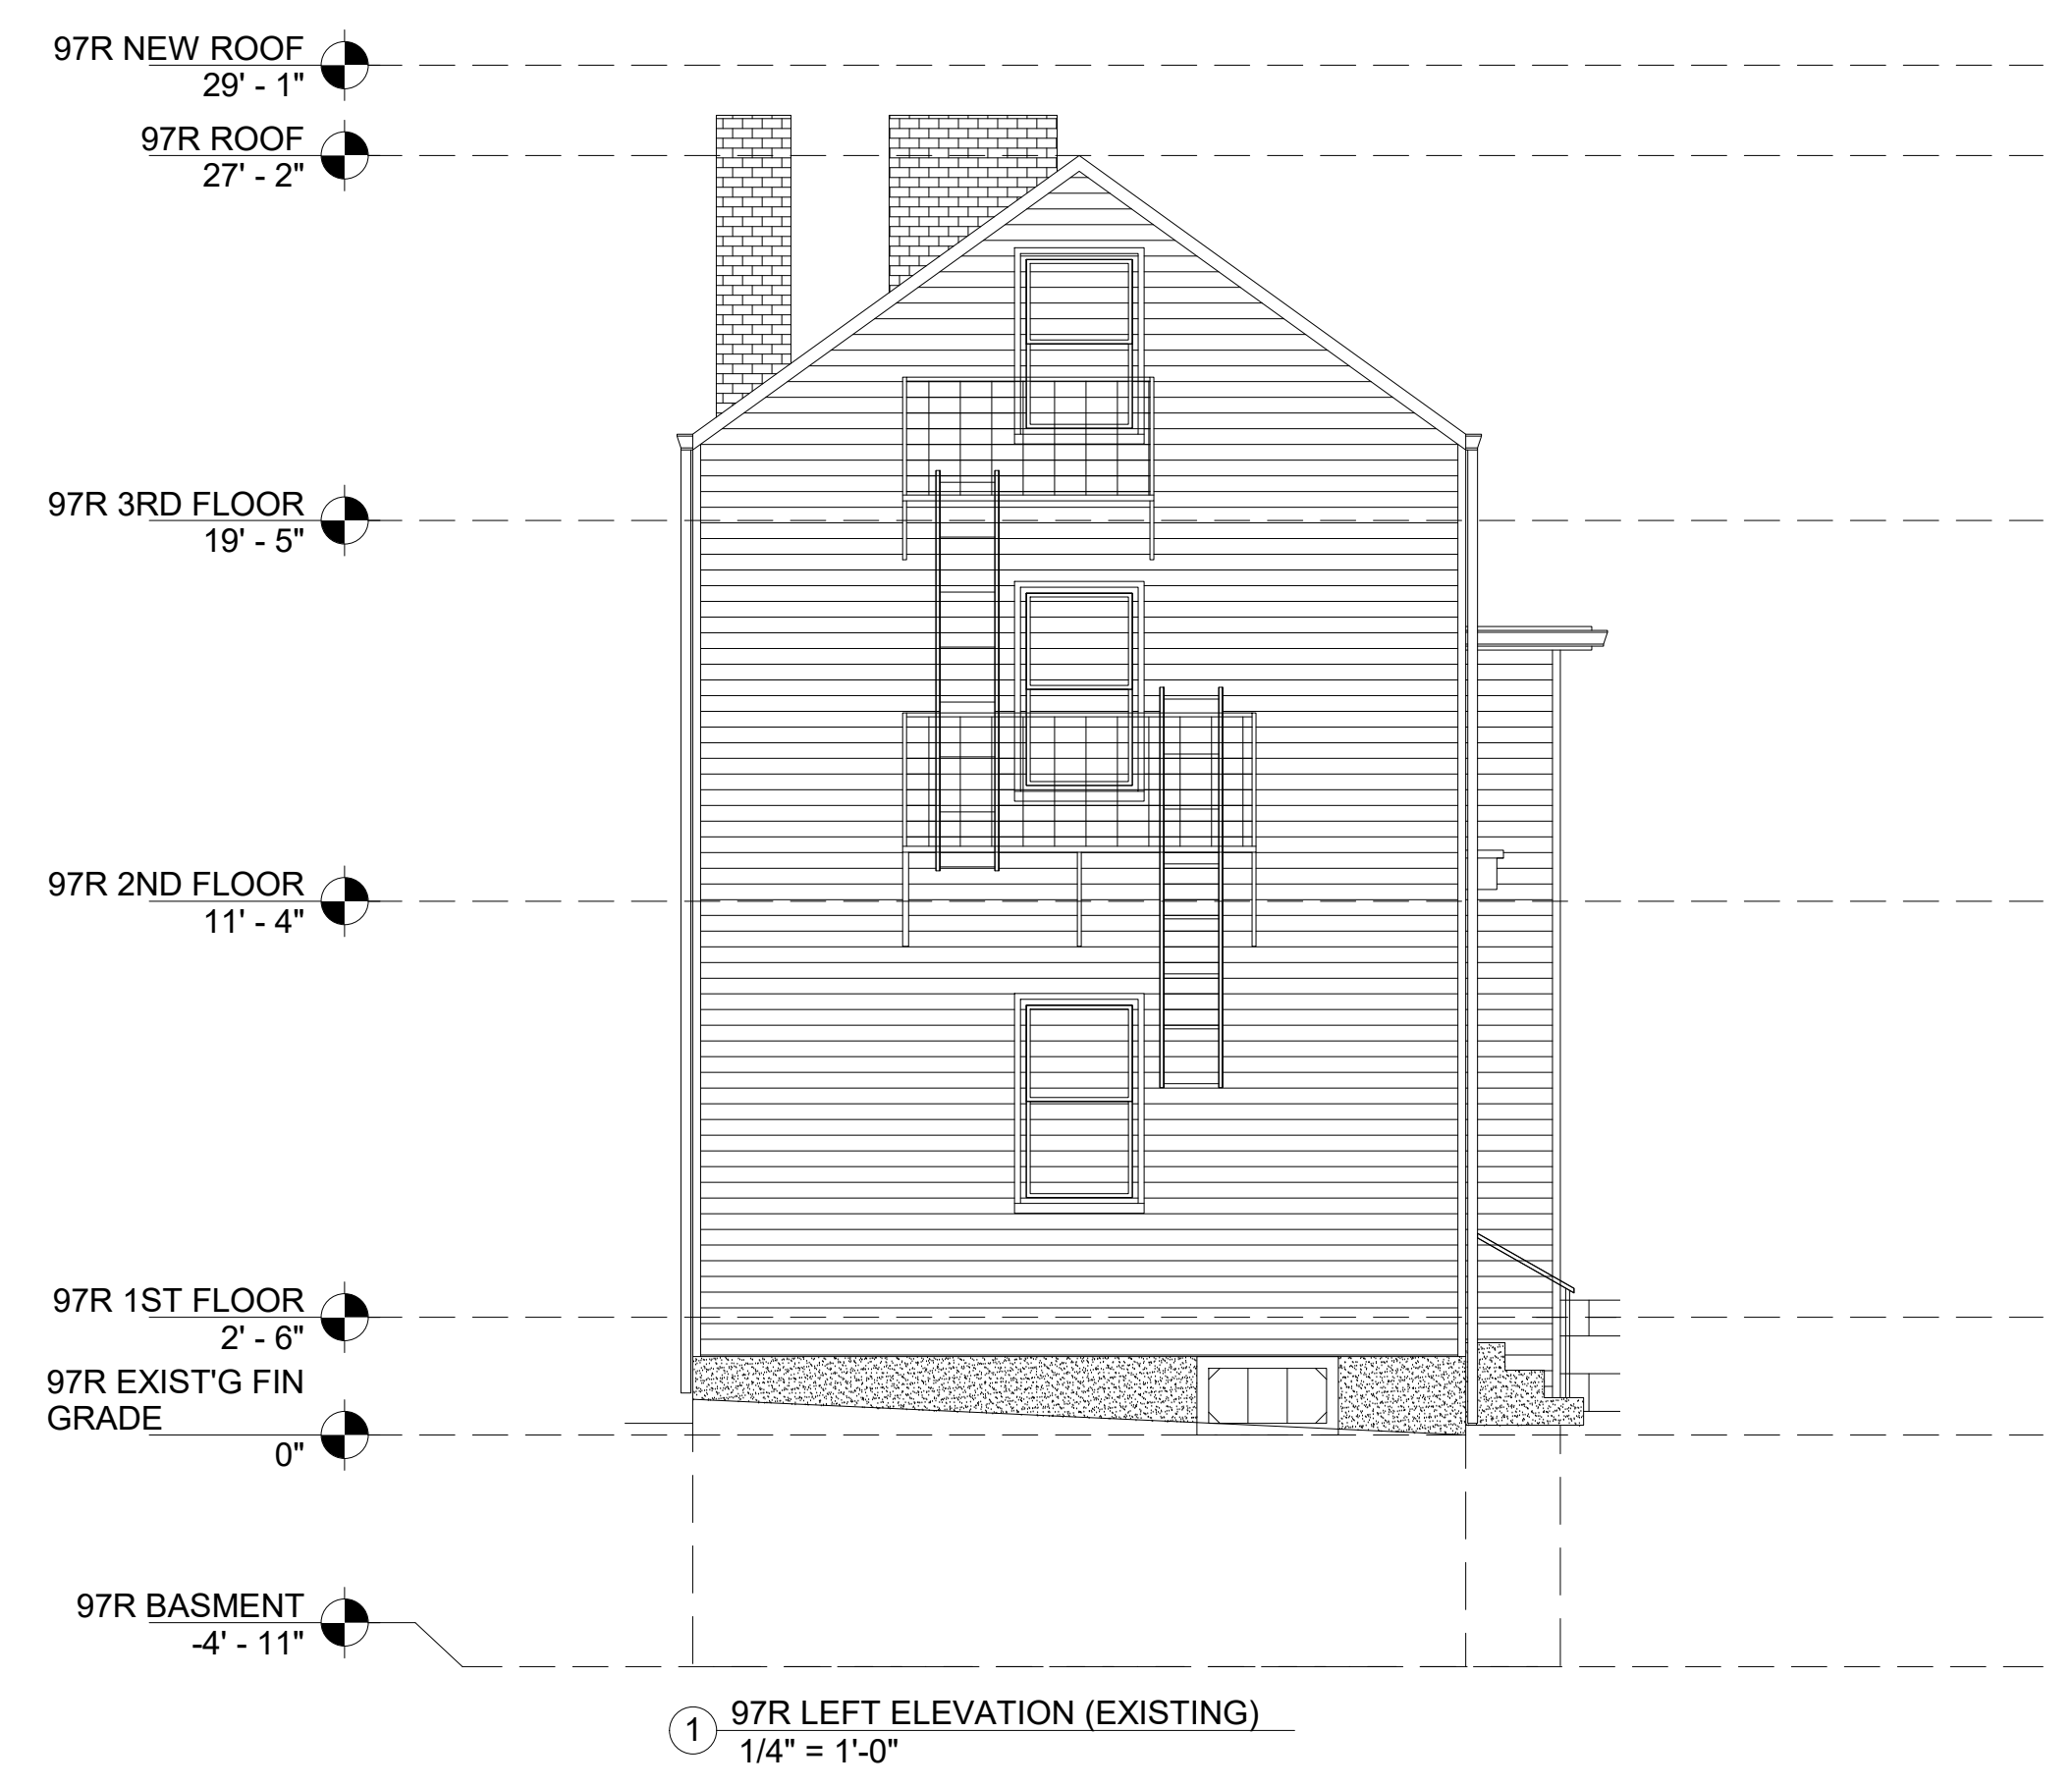 97R NEW ROOF
29' - 1"
97R ROOF
27' - 2"
97R 3RD FLOOR
19' - 5"
97R 2ND FLOOR
11' - 4"
97R 1ST FLOOR
2' - 6"
97R EXIST'G FIN
GRADE
0"
97R BASMENT
-4' - 11"
1
97R LEFT ELEVATION (EXISTING)
1/4" = 1'-0"